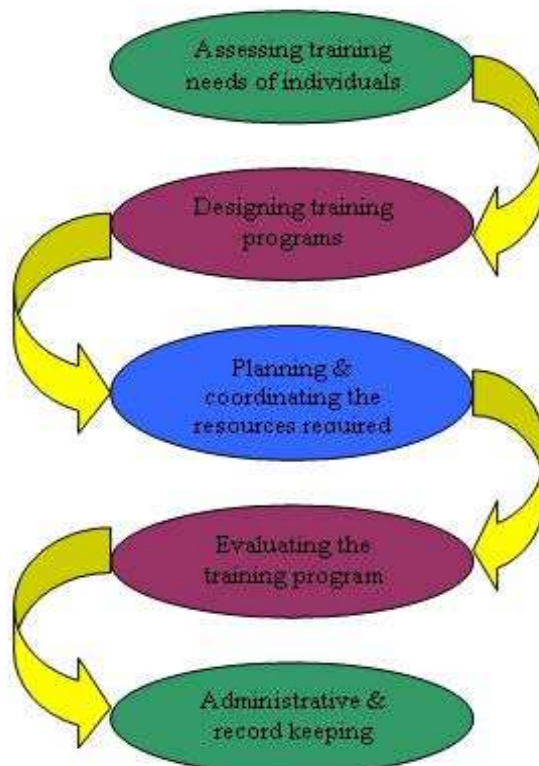 Assessing training
needs of individuals
Designing training
programs
Planning &
coordinating the
resources required
Evaluating the
training program
Administrative &
record keeping